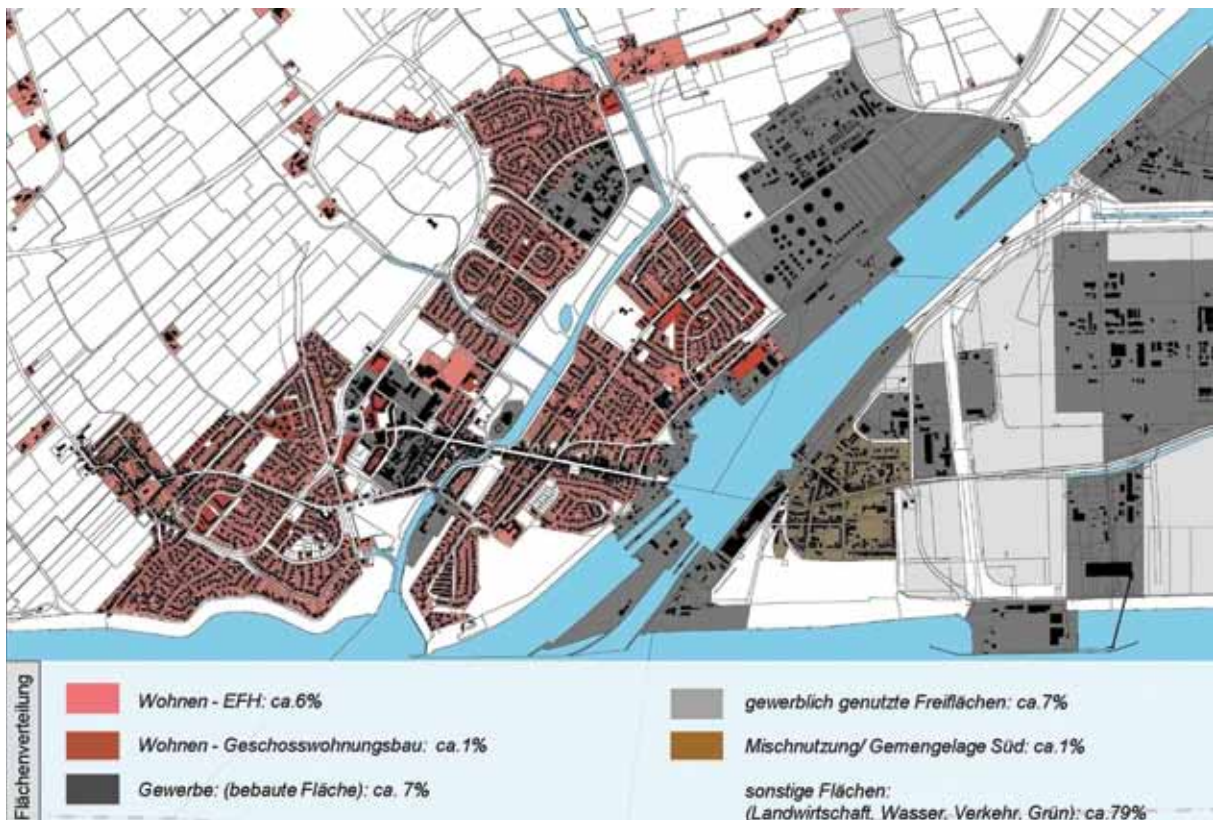 Flächenverteilung
Wohnen - EFH: ca.6%
Wohnen - Geschosswohnungsbau: ca.1%
Gewerbe: (bebaute Fläche): ca. 7%
gewerblich genutzte Freiflächen: ca.7%
Mischnutzung/ Gemengelage Süd: ca.1%
sonstige Flächen:
(Landwirtschaft, Wasser, Verkehr, Grün): ca.79%